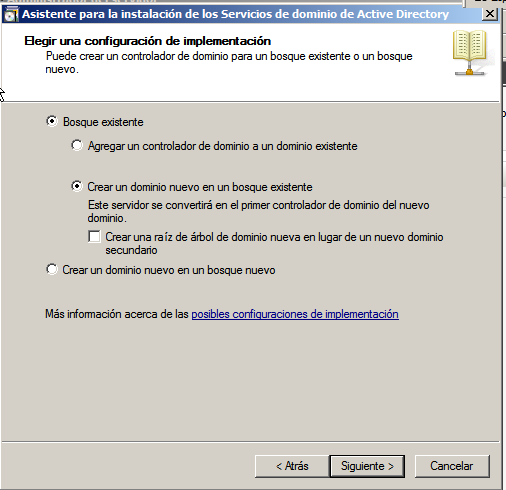 Asistente para la instalación de los Servicios de dominio de Active Directory
Elegir una configuración de implementación
Puede crear un controlador de dominio para un bosque existente o un bosque
nuevo.
Bosque existente
Agregar un controlador de dominio a un dominio existente
Crear un dominio nuevo en un bosque existente
Este servidor se convertirá en el primer controlador de dominio del nuevo
dominio.
Crear una raíz de árbol de dominio nueva en lugar de un nuevo dominio
secundario
Crear un dominio nuevo en un bosque nuevo
Más información acerca de las posibles configuraciones de implementación
< Atrás
Siguiente >
Cancelar